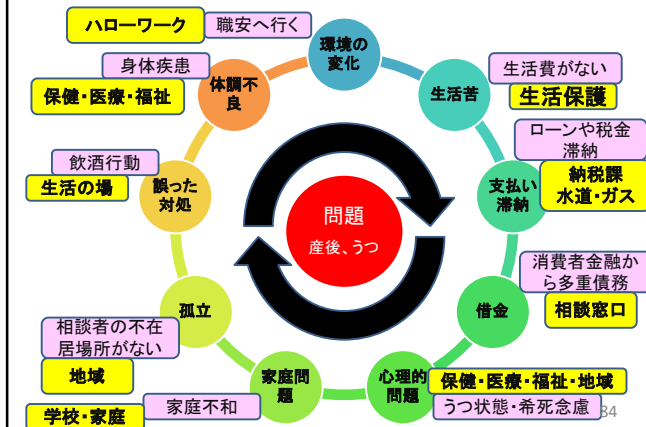 ハローワーク
職安へ行く
環境の
変化
身体疾患
保健・医療・福祉
体調不
良
生活費がない
生活保護
生活苦
ローンや税金
滞納
納税課
水道・ガス
支払い
滞納
飲酒行動
生活の場
誤った
対処
問題
産後、うつ
消費者金融か
ら多重債務
相談窓口
借金
孤立
相談者の不在
居場所がない
地域
家庭問
題
心理的
問題
保健・医療・福祉・地域
うつ状態・希死念慮
学校・家庭
家庭不和
34